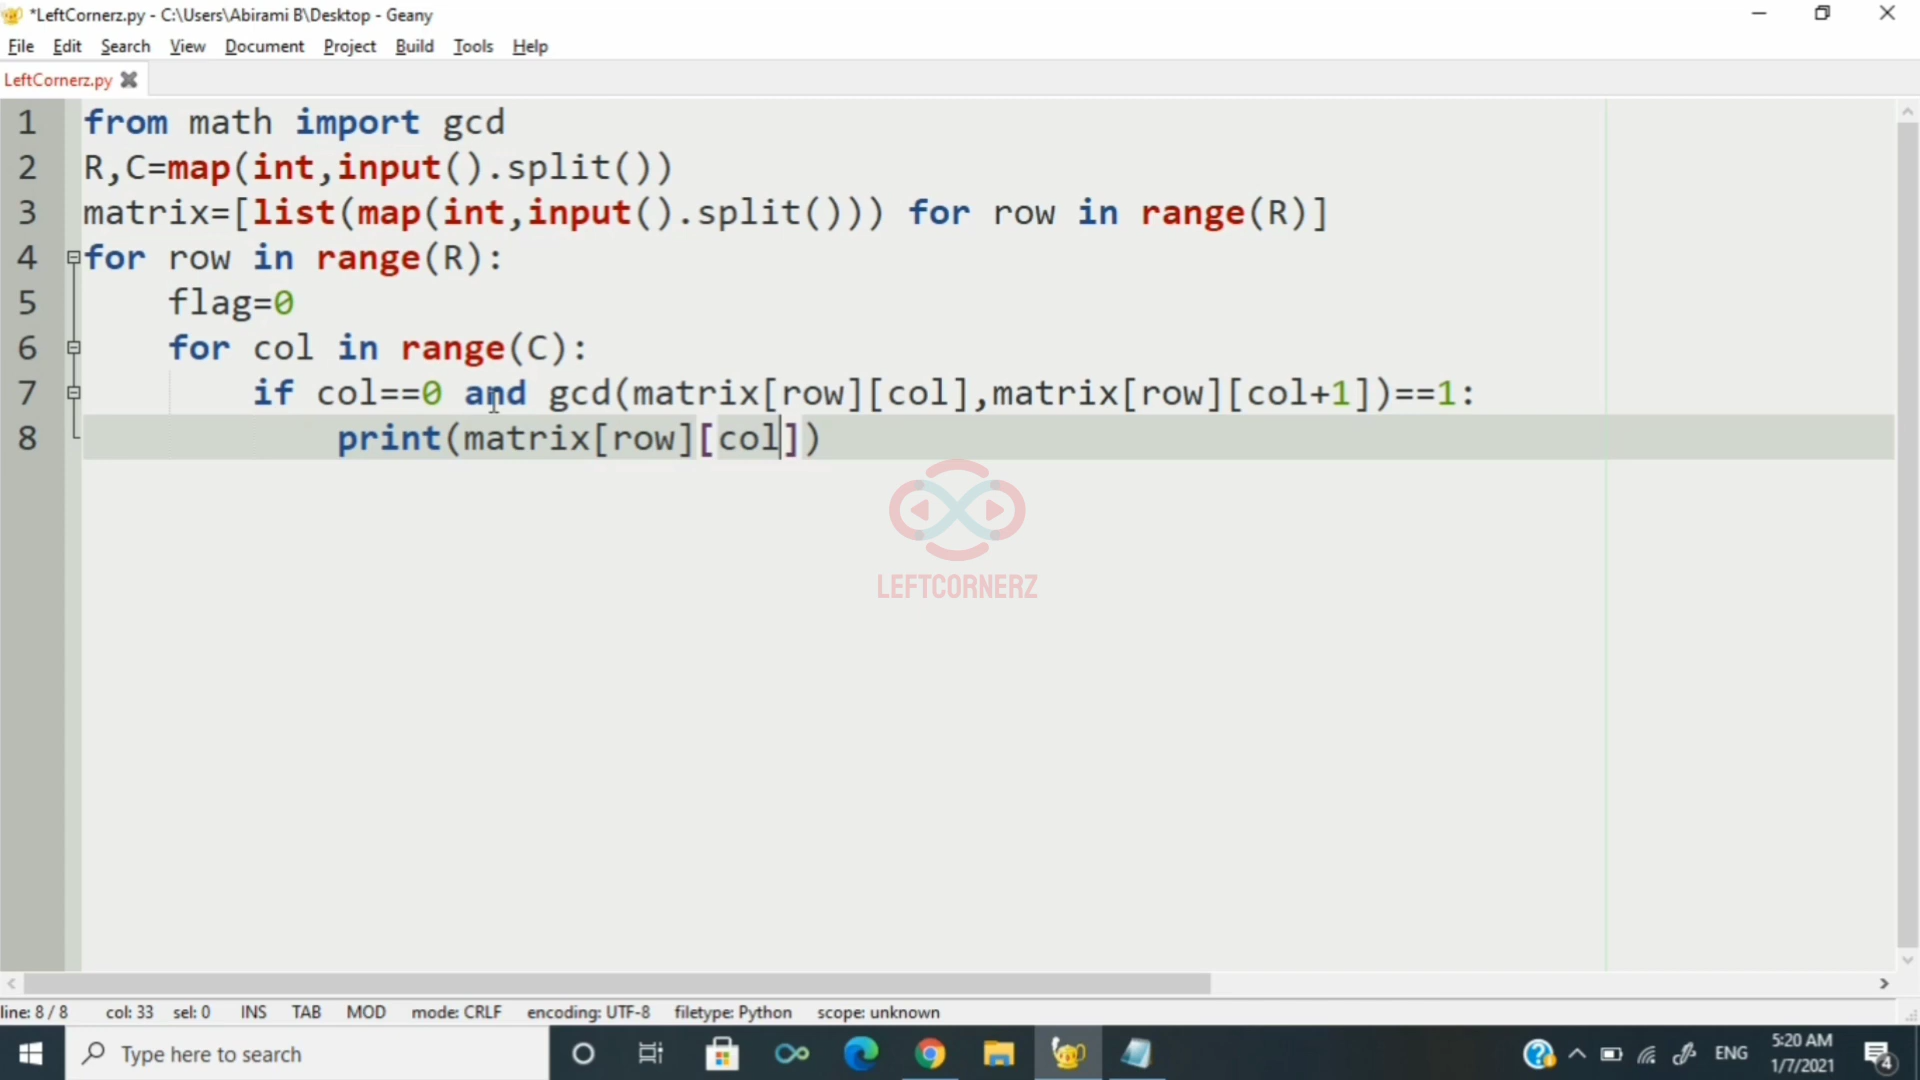 *LeftCornerz.py - C:\Users\Abirami B\Desktop - Geany
File Edit Search View Document Project Build Tools Help
LeftCornerz.py
1 from math import gcd
2 R,C=map(int,input().split())
3 matrix=[list(map(int,input().split())) for row in range(R)]
4 for row in range(R):
5 flag=0
6 for col in range(C):
7 if col==0 and gcd(matrix[row][col],matrix[row][col+1])==1:
8 print(matrix[row][col])
LEFTCORNERZ
line: 8 / 8 col: 33 sel: 0 INS TAB MOD mode: CRLF encoding: UTF-8 filetype: Python scope: unknown
Type here to search
ENG
5:20 AM
1/7/2021
4